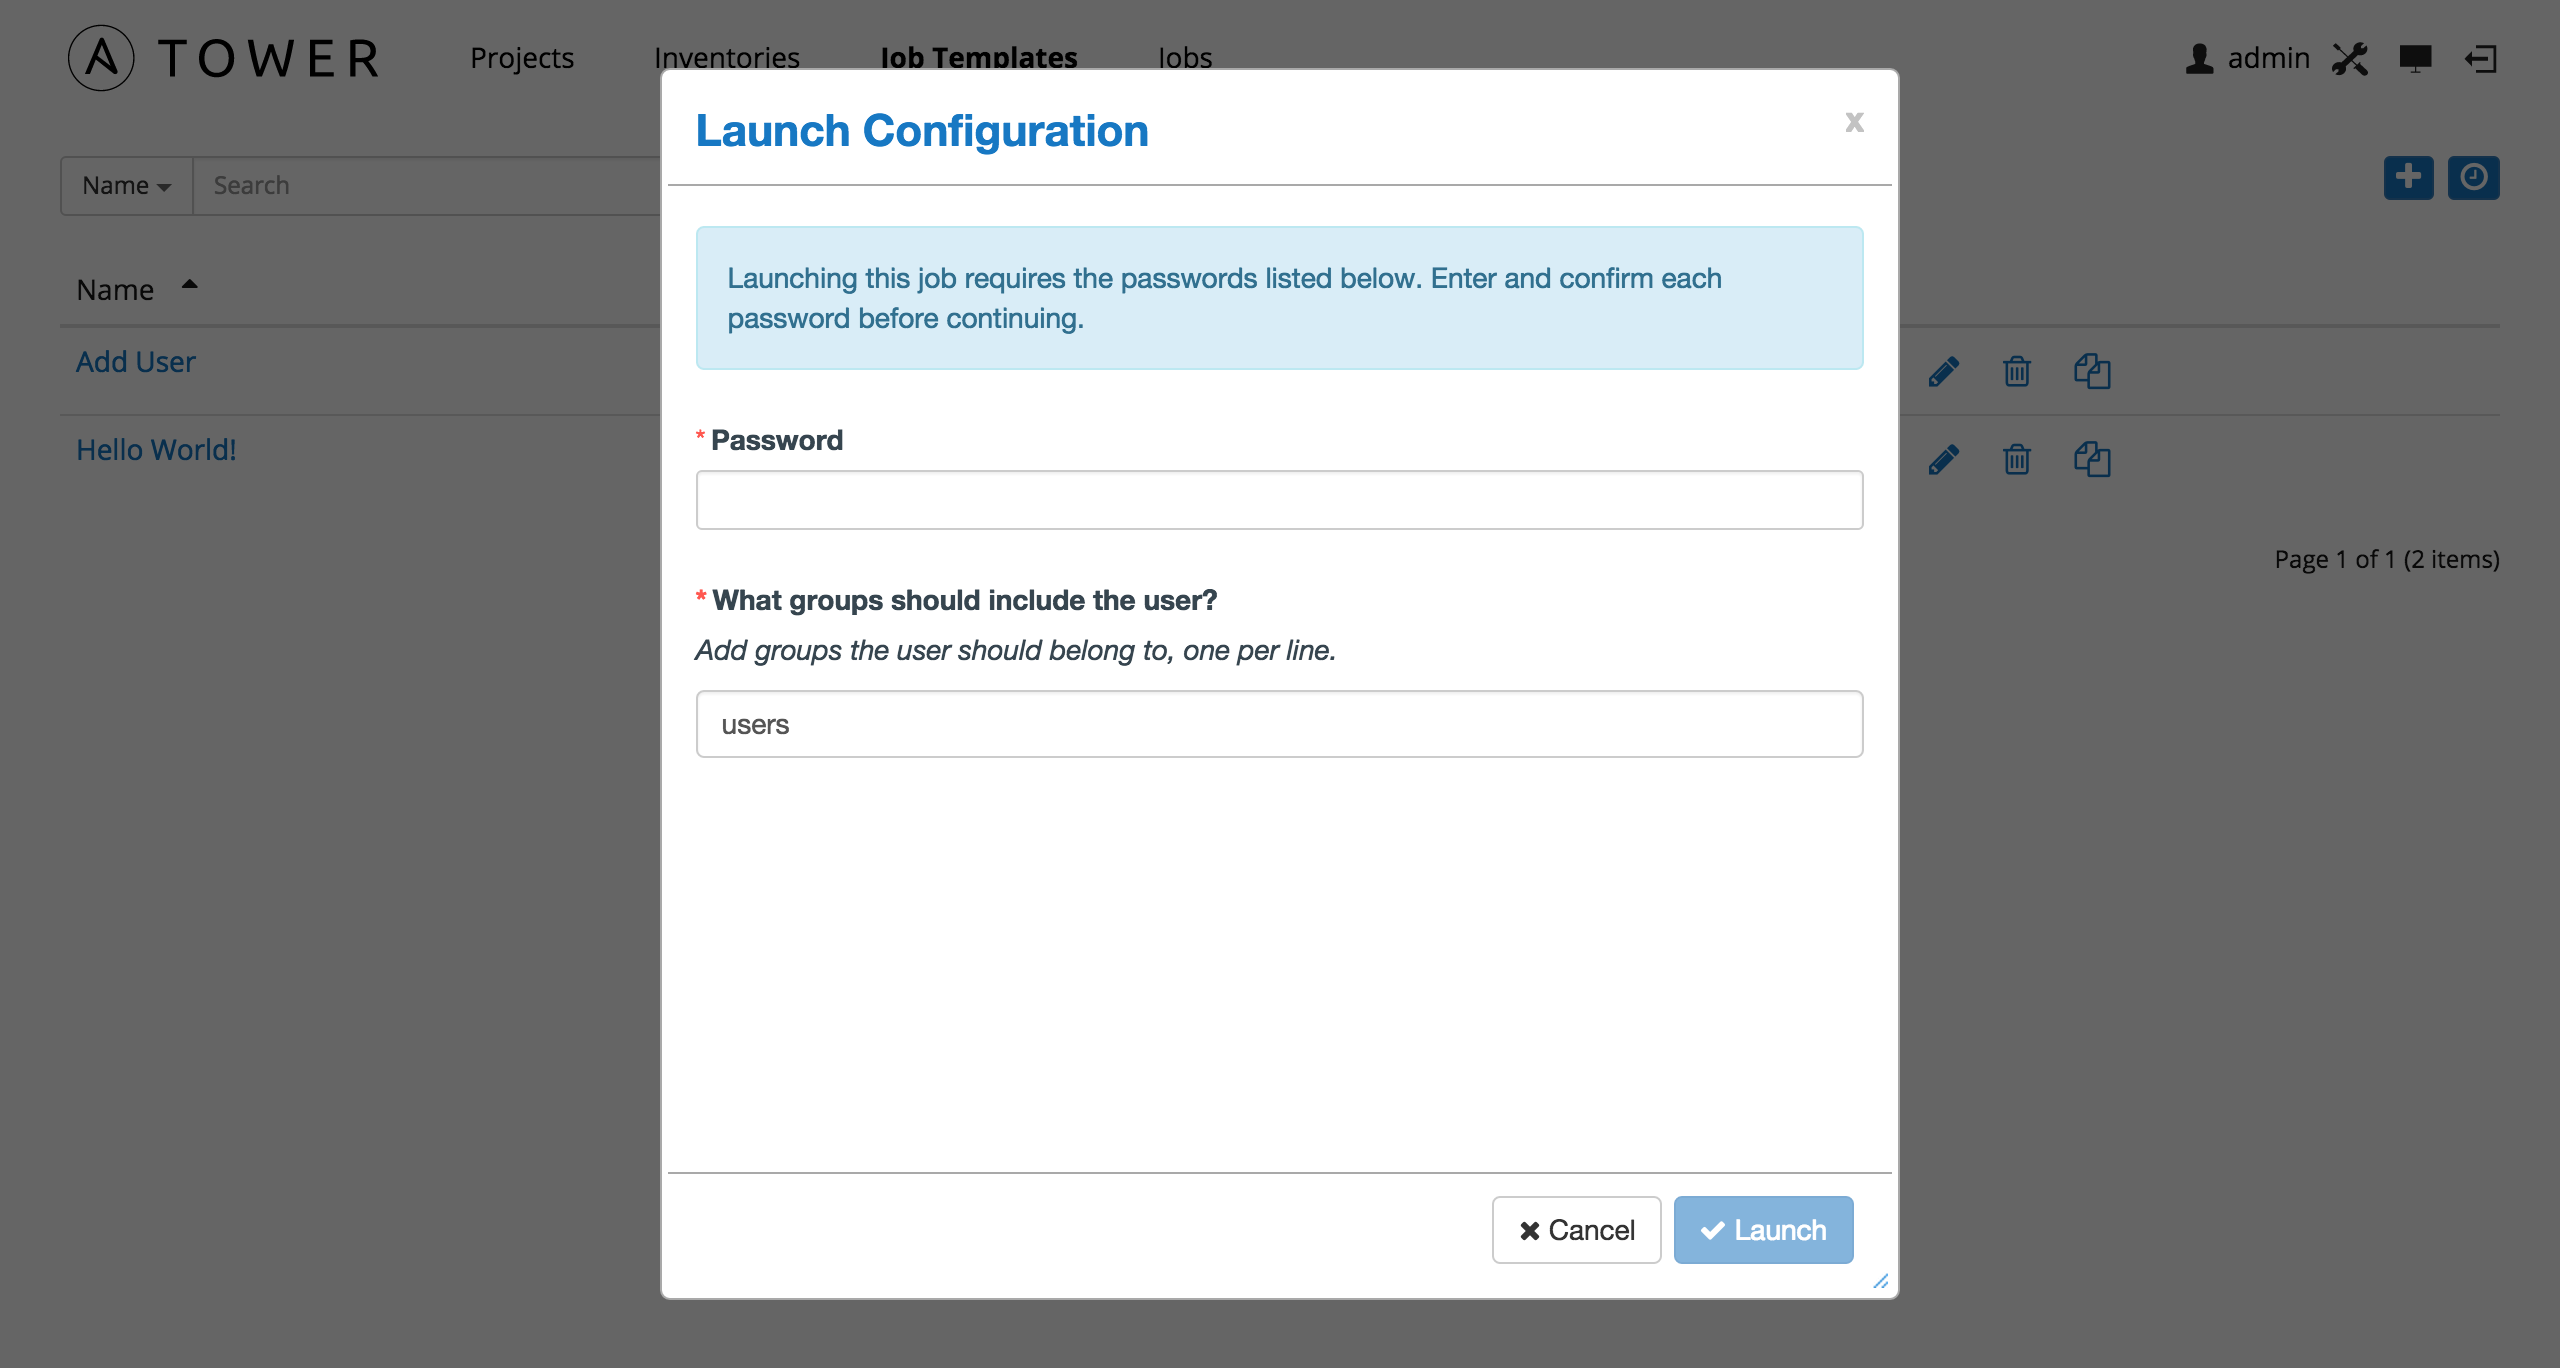 TOWER Projects Inventories Job Templates Jobs admin
Launch Configuration x
Name Search
Launching this job requires the passwords listed below. Enter and confirm each
password before continuing.
Name
Add User
Hello World!
* Password
* What groups should include the user?
Add groups the user should belong to, one per line.
users
Page 1 of 1 (2 items)
Cancel Launch